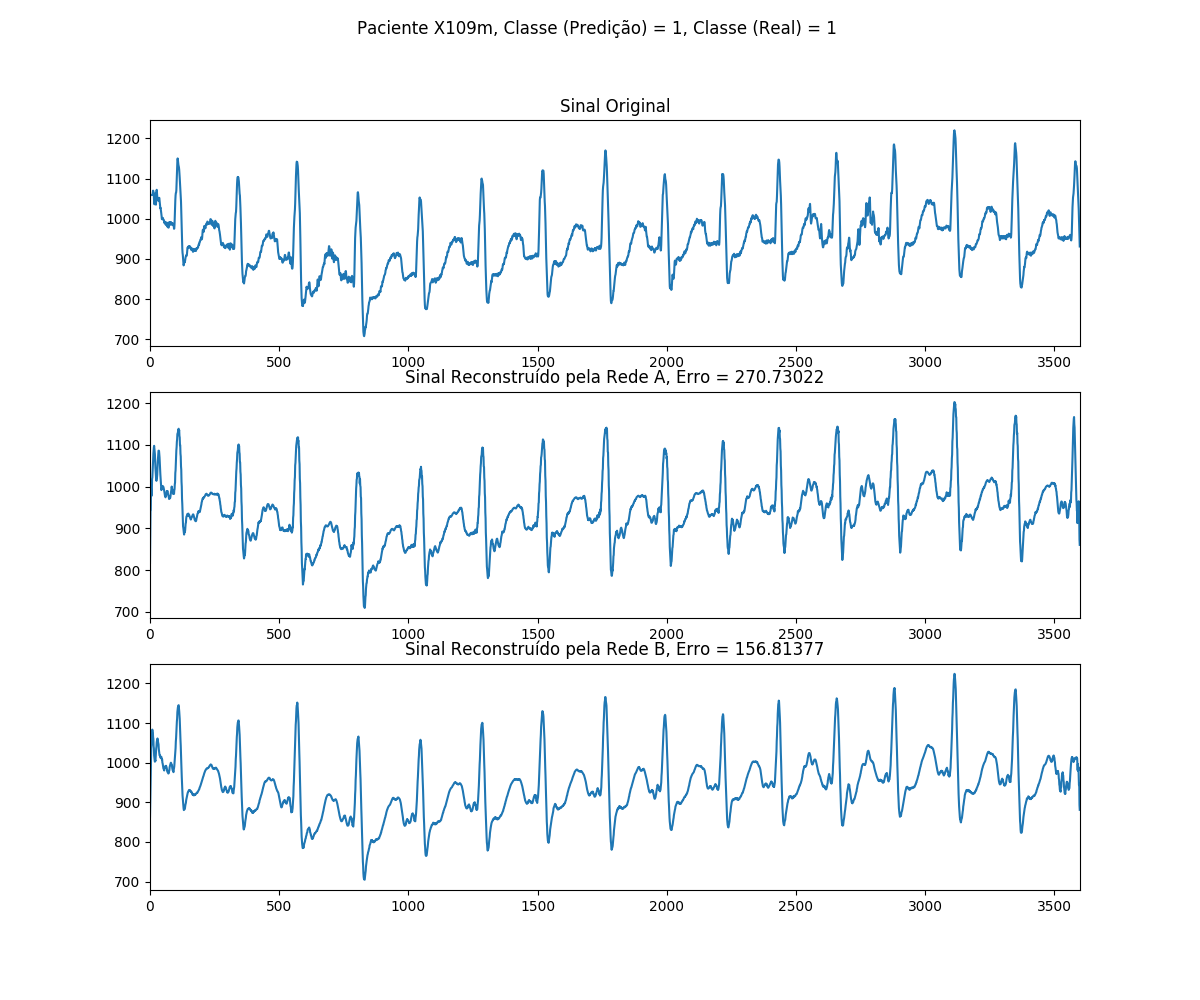 Paciente X109m, Classe (Predição) = 1, Classe (Real) = 1
Sinal Original
1200
1100
1000
900
800
700
0 500 1000 1500 2000 2500 3000 3500
Sinal Reconstruído pela Rede A, Erro = 270.73022
1200
1100
1000
900
800
700
0 500 1000 1500 2000 2500 3000 3500
Sinal Reconstruído pela Rede B, Erro = 156.81377
1200
1100
1000
900
800
700
0 500 1000 1500 2000 2500 3000 3500